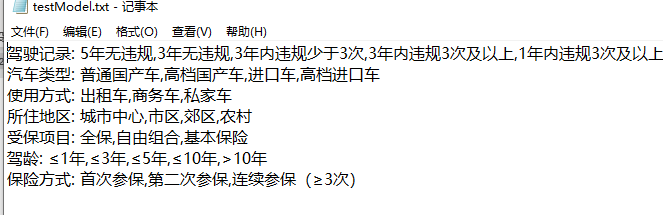 testModel.txt - 记事本
文件(F) 编辑(E) 格式(O) 查看(V) 帮助(H)
驾驶记录: 5年无违规,3年无违规,3年内违规少于3次,3年内违规3次及以上,1年内违规3次及以上
汽车类型: 普通国产车,高档国产车,进口车,高档进口车
使用方式: 出租车,商务车,私家车
所住地区: 城市中心,市区,郊区,农村
受保项目: 全保,自由组合,基本保险
驾龄: ≤1年,≤3年,≤5年,≤10年,>10年
保险方式: 首次参保,第二次参保,连续参保（≥3次）